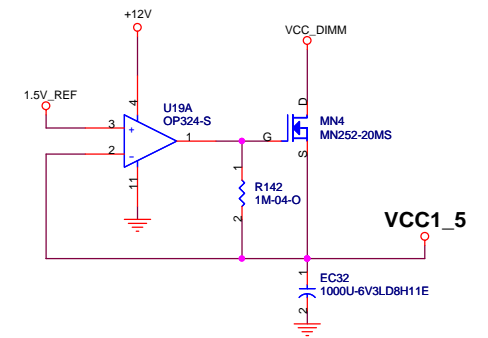 +12V
VCC_DIMM
1.5V_REF
4
U19A
OP324-S
D
3
+
1
G
MN4
MN252-20MS
2
-
S
11
1
R142
1M-04-O
2
VCC1_5
1
EC32
1000U-6V3LD8H11E
2